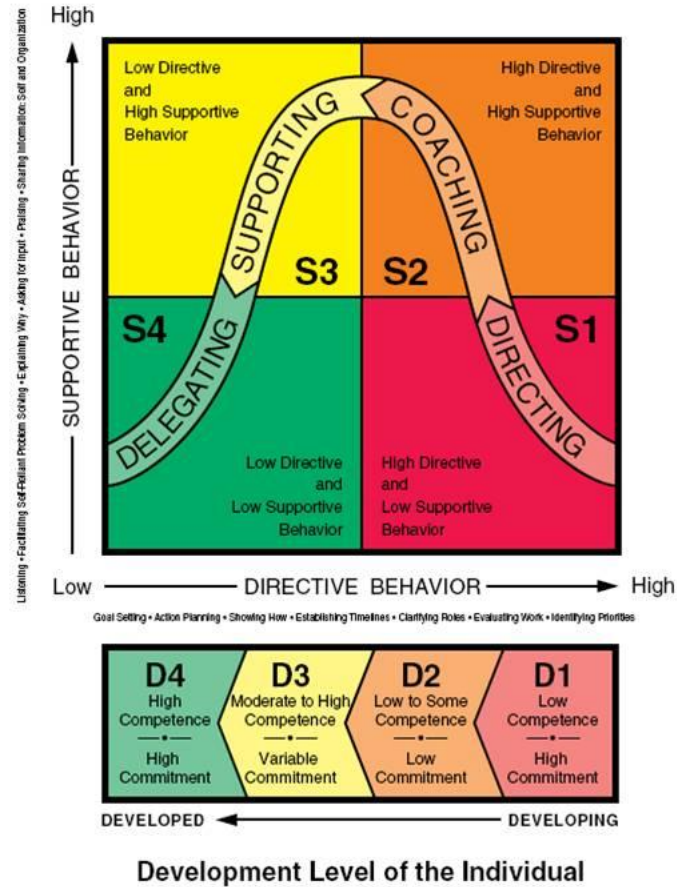 High
Listening • Facilitating Self-Reliant Problem Solving • Explaining Why • Asking for Input • Praising • Sharing Information: Self and Organization
SUPPORTIVE BEHAVIOR
Low Directive
and
High Supportive
Behavior
High Directive
and
High Supportive
Behavior
SUPPORTING
COACHING
S3
S2
S4
S1
DELEGATING
DIRECTING
Low Directive
and
Low Supportive
Behavior
High Directive
and
Low Supportive
Behavior
Low
DIRECTIVE BEHAVIOR
High
Goal Setting • Action Planning • Showing How • Establishing Timelines • Clarifying Roles • Evaluating Work • Identifying Priorities
D4
High
Competence
High
Commitment
D3
Moderate to High
Competence
Variable
Commitment
D2
Low to Some
Competence
Low
Commitment
D1
Low
Competence
High
Commitment
DEVELOPED
DEVELOPING
Development Level of the Individual